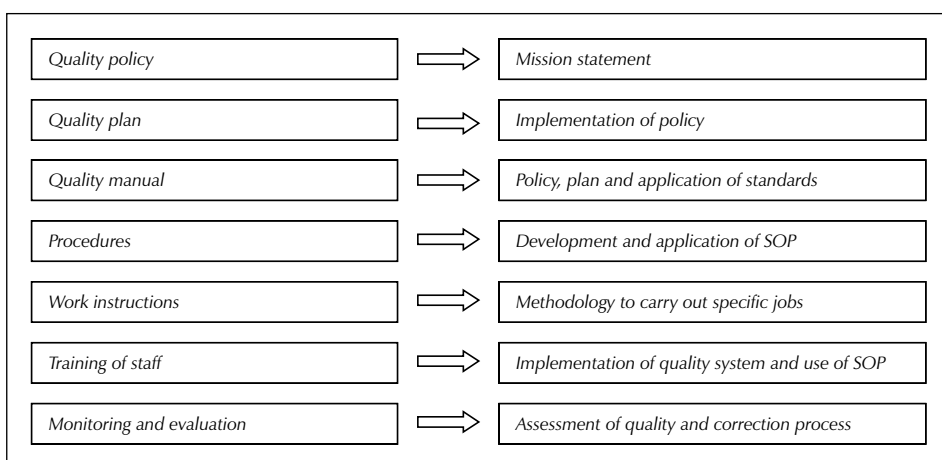 Quality policy
Mission statement
Quality plan
Implementation of policy
Quality manual
Policy, plan and application of standards
Procedures
Development and application of SOP
Work instructions
Methodology to carry out specific jobs
Training of staff
Implementation of quality system and use of SOP
Monitoring and evaluation
Assessment of quality and correction process